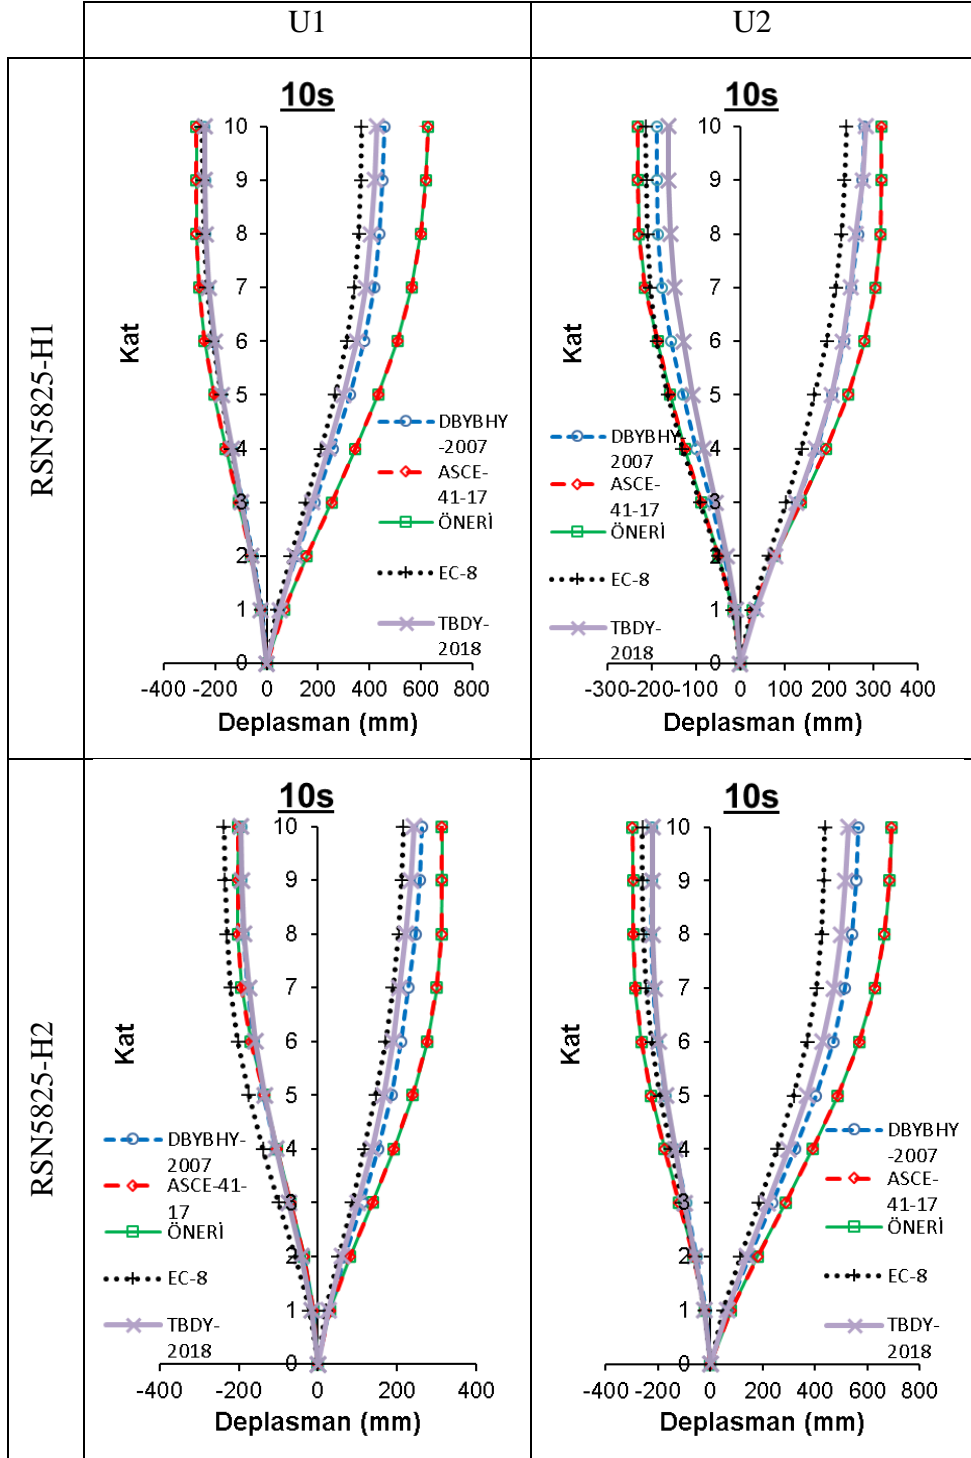 U1
U2
RSN5825-H1
10s
10
9
8
7
6
5
4
3
2
1
0
Kat
DBYBHY
-2007
ASCE-
41-17
ÖNERİ
EC-8
TBDY-
2018
-400 -200 0 200 400 600 800
Deplasman (mm)
10s
10
9
8
7
6
5
4
3
2
1
0
Kat
DBYBHY-
2007
ASCE-
41-17
ÖNERİ
EC-8
TBDY-
2018
-300-200-100 0 100 200 300 400
Deplasman (mm)
RSN5825-H2
10s
10
9
8
7
6
5
4
3
2
1
0
Kat
DBYBHY-
2007
ASCE-41-
17
ÖNERİ
EC-8
TBDY-
2018
-400 -200 0 200 400
Deplasman (mm)
10s
10
9
8
7
6
5
4
3
2
1
0
Kat
DBYBHY
-2007
ASCE-
41-17
ÖNERİ
EC-8
TBDY-
2018
-400 -200 0 200 400 600 800
Deplasman (mm)